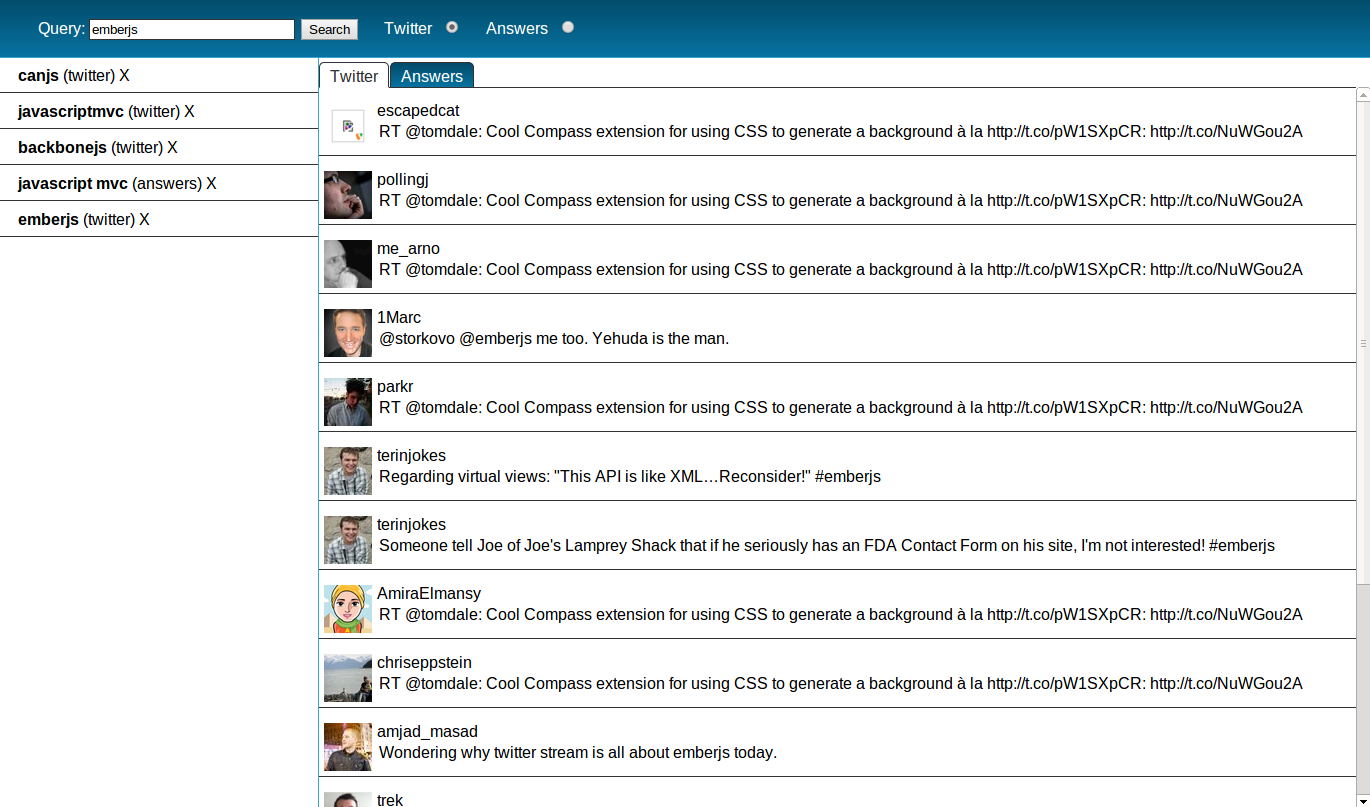 Query: emberjs Search Twitter Answers
canjs (twitter) X
javascriptmvc (twitter) X
backbonejs (twitter) X
javascript mvc (answers) X
emberjs (twitter) X
Twitter Answers
escapedcat
RT @tomdale: Cool Compass extension for using CSS to generate a background à la http://t.co/pW1SXpCR: http://t.co/NuWGou2A
pollingj
RT @tomdale: Cool Compass extension for using CSS to generate a background à la http://t.co/pW1SXpCR: http://t.co/NuWGou2A
me_arno
RT @tomdale: Cool Compass extension for using CSS to generate a background à la http://t.co/pW1SXpCR: http://t.co/NuWGou2A
1Marc
@storkovo @emberjs me too. Yehuda is the man.
parkr
RT @tomdale: Cool Compass extension for using CSS to generate a background à la http://t.co/pW1SXpCR: http://t.co/NuWGou2A
terinjokes
Regarding virtual views: "This API is like XML…Reconsider!" #emberjs
terinjokes
Someone tell Joe of Joe's Lamprey Shack that if he seriously has an FDA Contact Form on his site, I'm not interested! #emberjs
AmiraElmansy
RT @tomdale: Cool Compass extension for using CSS to generate a background à la http://t.co/pW1SXpCR: http://t.co/NuWGou2A
chriseppstein
RT @tomdale: Cool Compass extension for using CSS to generate a background à la http://t.co/pW1SXpCR: http://t.co/NuWGou2A
amjad_masad
Wondering why twitter stream is all about emberjs today.
trek